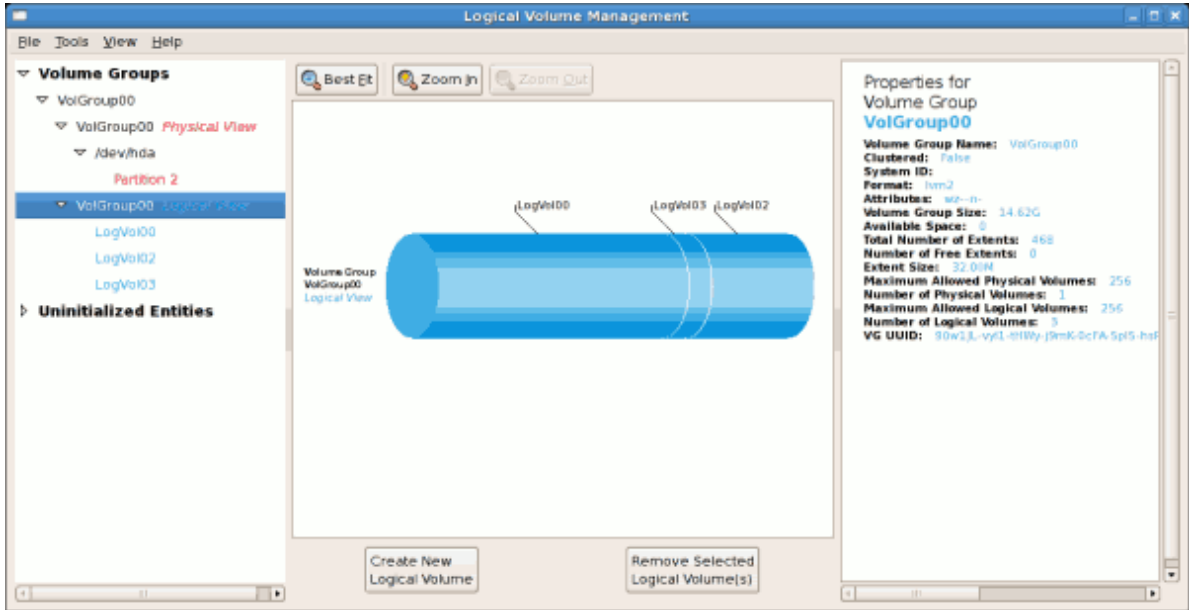 Logical Volume Management
File Tools View Help
Volume Groups
VolGroup00
VolGroup00 Physical View
/dev/hda
Partition 2
VolGroup00 Logical View
LogVol00
LogVol02
LogVol03
Uninitialized Entities
Best Fit Zoom In Zoom Out
LogVol00 LogVol03 LogVol02
Volume Group
VolGroup00
Logical View
Create New
Logical Volume
Remove Selected
Logical Volume(s)
Properties for
Volume Group
VolGroup00
Volume Group Name: VolGroup00
Clustered: False
System ID:
Format: lvm2
Attributes: wz--n-
Volume Group Size: 14.62G
Available Space: 0
Total Number of Extents: 468
Number of Free Extents: 0
Extent Size: 32.00M
Maximum Allowed Physical Volumes: 256
Number of Physical Volumes: 1
Maximum Allowed Logical Volumes: 256
Number of Logical Volumes: 3
VG UUID: